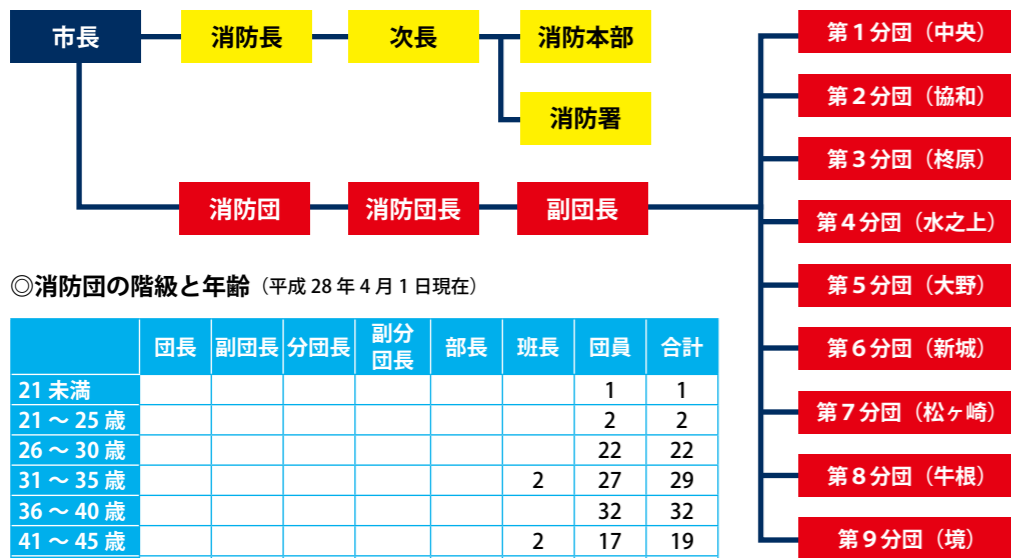 市長
消防長
次長
消防本部
消防署
消防団
消防団長
副団長
第1分団（中央）
第2分団（協和）
第3分団（柊原）
第4分団（水之上）
第5分団（大野）
第6分団（新城）
第7分団（松ヶ崎）
第8分団（牛根）
第9分団（境）
◎消防団の階級と年齢（平成 28 年 4 月 1 日現在）
団長 副団長 分団長 副分団長 部長 班長 団員 合計
21 未満 1 1
21 ～ 25 歳 2 2
26 ～ 30 歳 22 22
31 ～ 35 歳 2 27 29
36 ～ 40 歳 32 32
41 ～ 45 歳 2 17 19